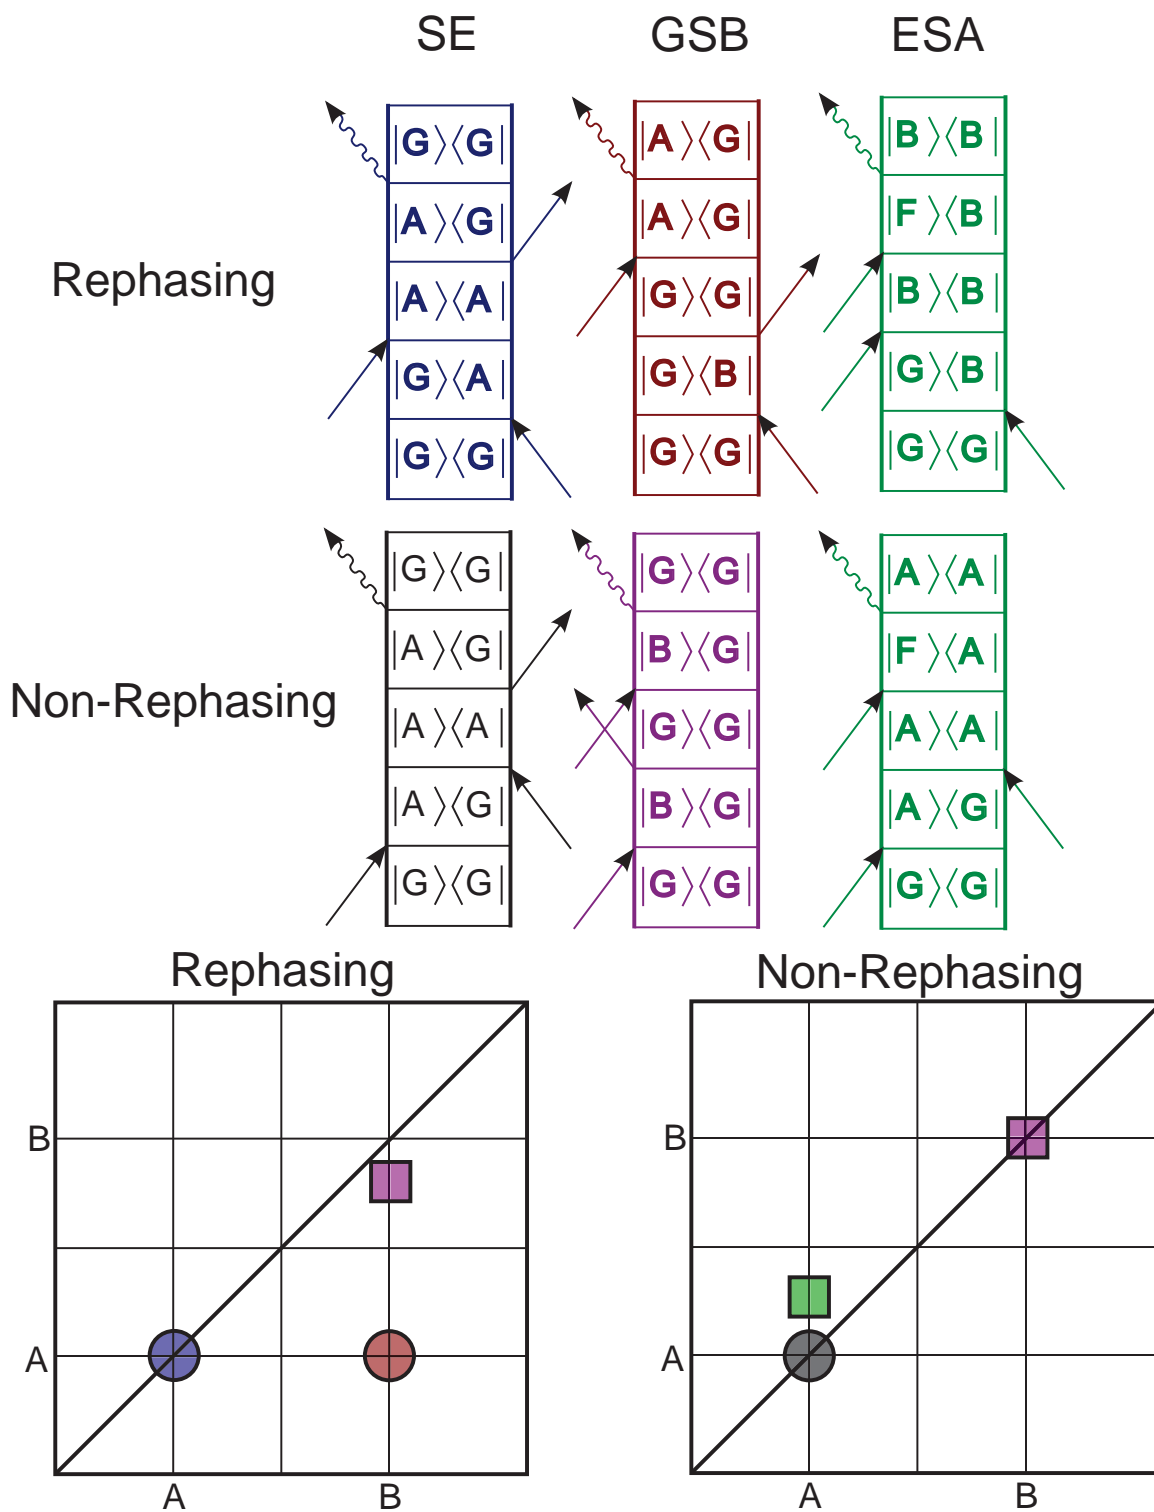 SE GSB ESA
Rephasing
|G⟩⟨G| |A⟩⟨G| |B⟩⟨B|
|A⟩⟨G| |A⟩⟨G| |F⟩⟨B|
|A⟩⟨A| |G⟩⟨G| |B⟩⟨B|
|G⟩⟨A| |G⟩⟨B| |G⟩⟨B|
|G⟩⟨G| |G⟩⟨G| |G⟩⟨G|
Non-Rephasing
|G⟩⟨G| |G⟩⟨G| |A⟩⟨A|
|A⟩⟨G| |B⟩⟨G| |F⟩⟨A|
|A⟩⟨A| |G⟩⟨G| |A⟩⟨A|
|A⟩⟨G| |B⟩⟨G| |A⟩⟨G|
|G⟩⟨G| |G⟩⟨G| |G⟩⟨G|
Rephasing
B
A
A B
Non-Rephasing
B
A
A B